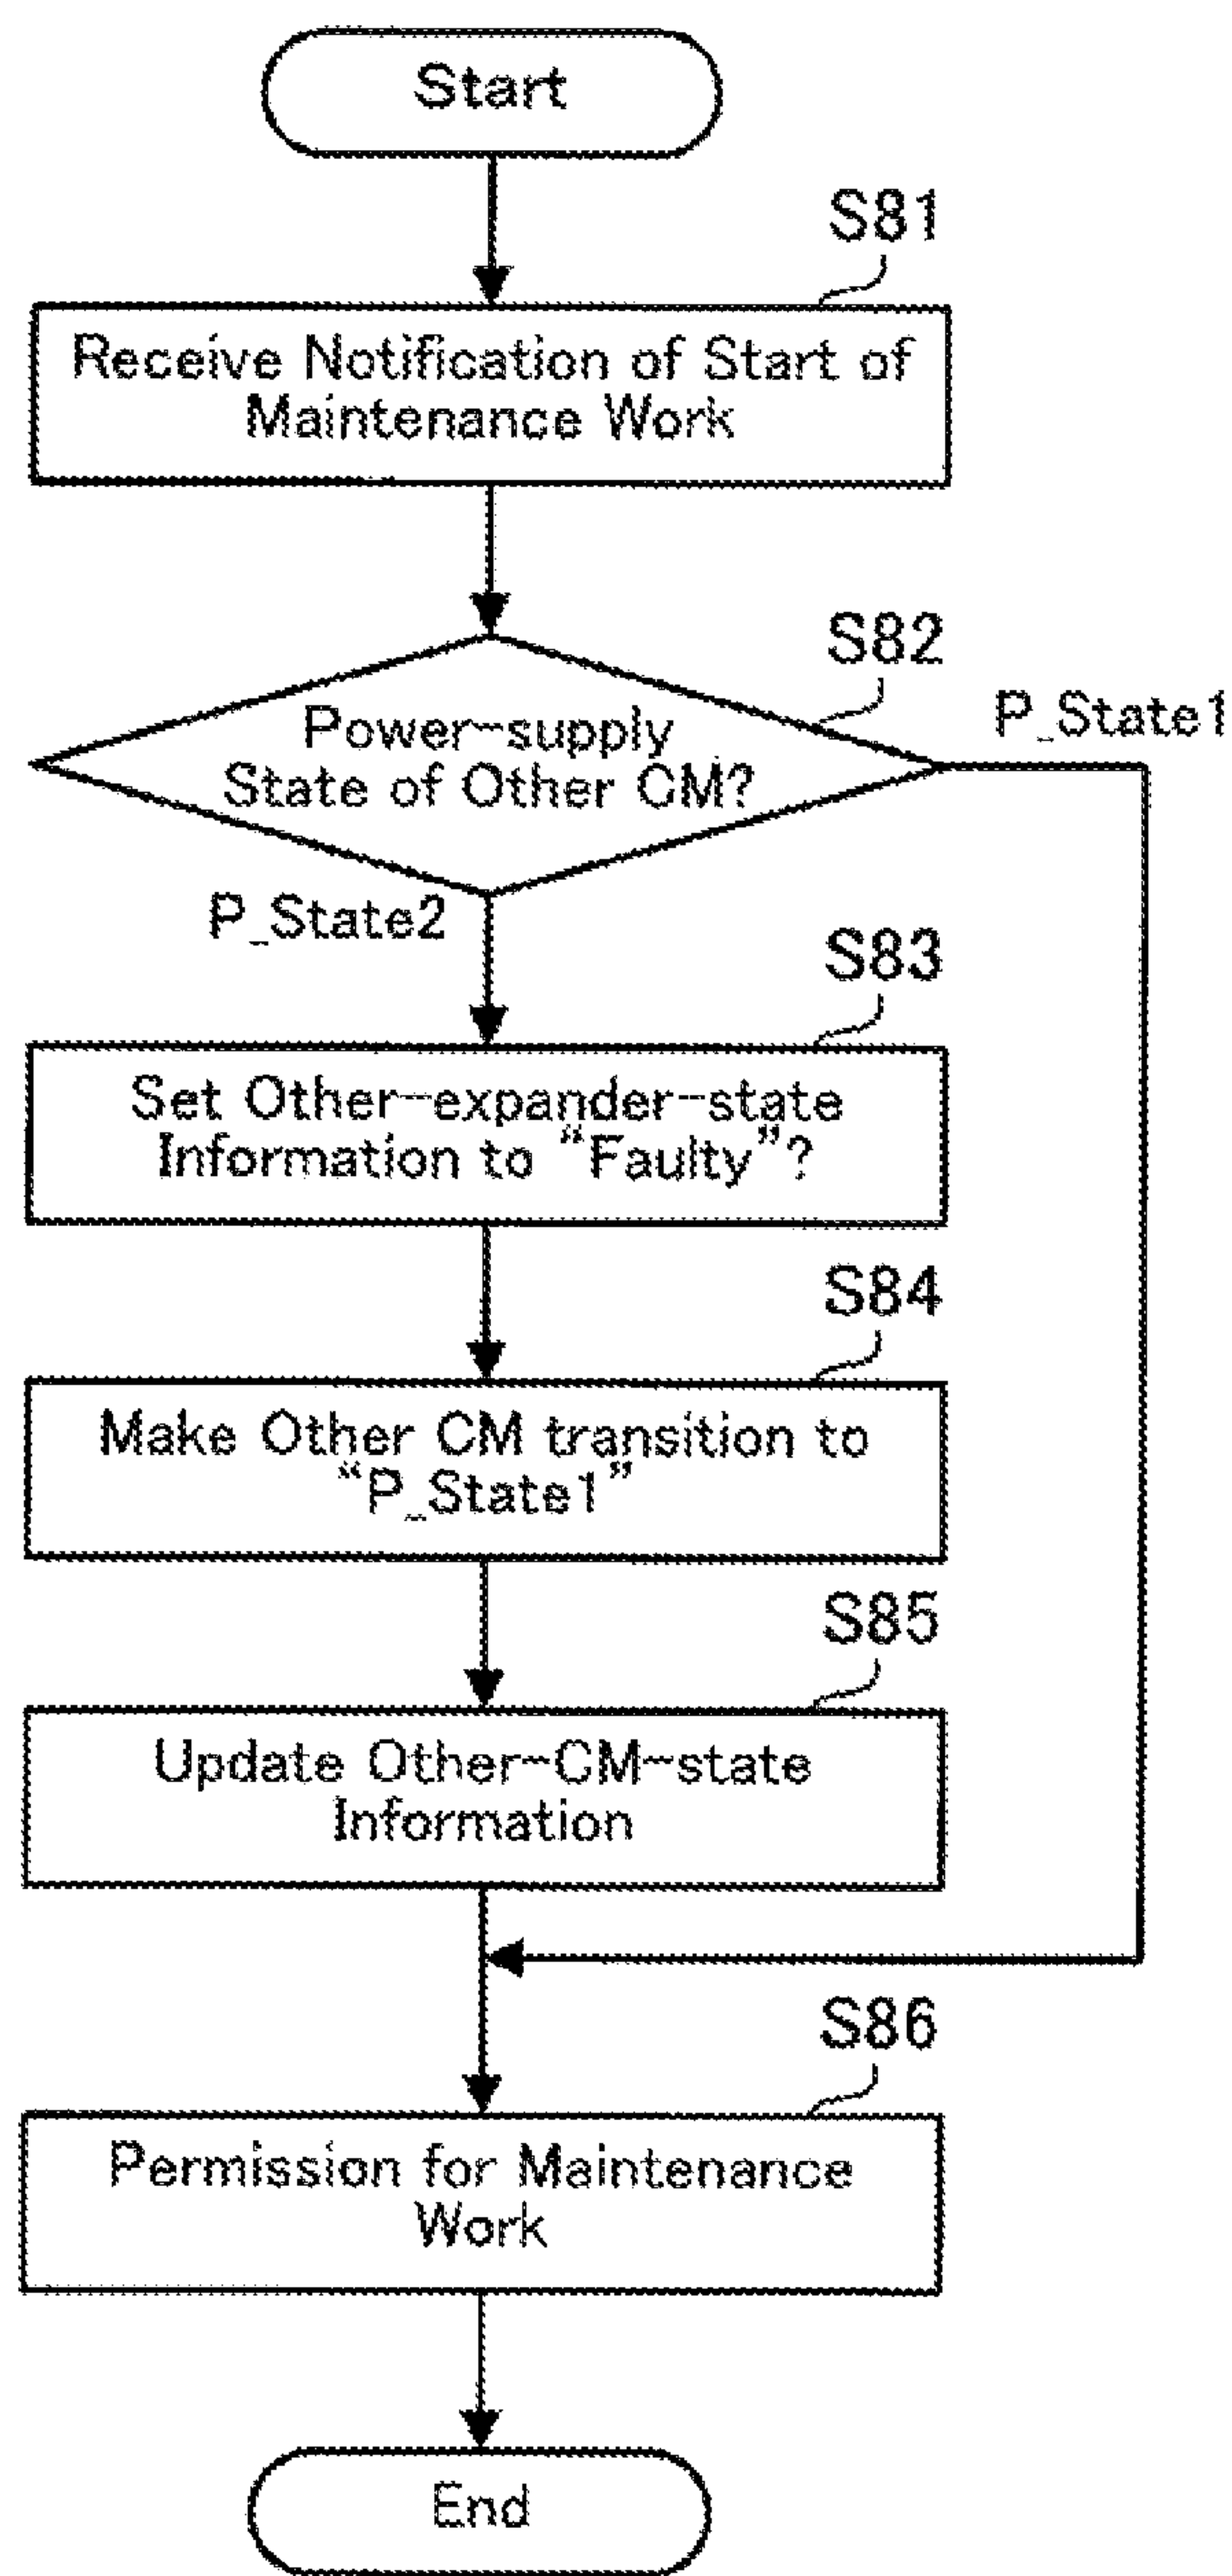 Start
S81
Receive Notification of Start of
Maintenance Work
S82
P_State1
Power-supply
State of Other CM?
P_State2
S83
Set Other-expander-state
Information to “Faulty”?
S84
Make Other CM transition to
“P_State1”
S85
Update Other-CM-state
Information
S86
Permission for Maintenance
Work
End